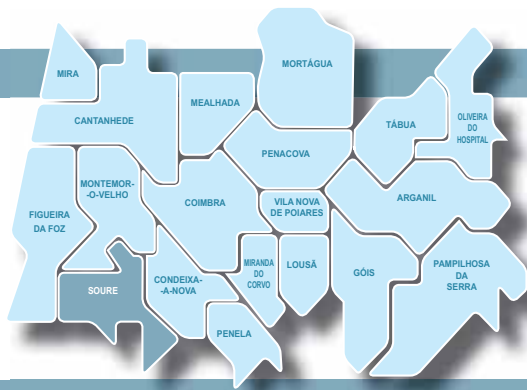 MIRA
CANTANHEDE
MEALHADA
MORTÁGUA
TÁBUA
OLIVEIRA
DO
HOSPITAL
PENACOVA
MONTEMOR-
-O-VELHO
COIMBRA
VILA NOVA
DE POIARES
ARGANIL
FIGUEIRA
DA FOZ
SOURE
CONDEIXA-
-A-NOVA
MIRANDA
DO
CORVO
LOUSÃ
GÓIS
PAMPILHOSA
DA
SERRA
PENELA